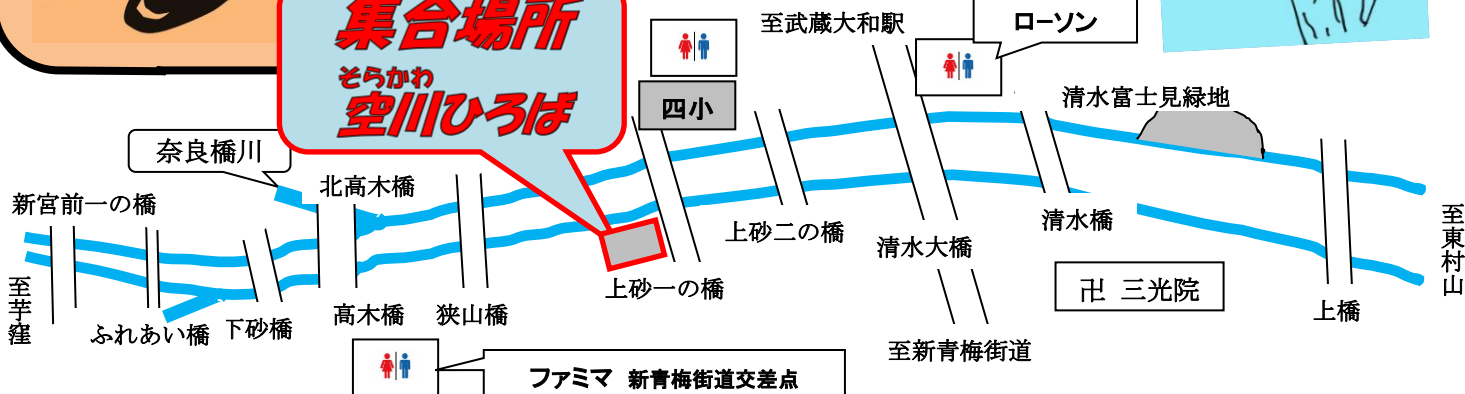 集合場所
そらかわ
空川ひろば
四小
至武蔵大和駅
ローソン
清水富士見緑地
奈良橋川
北高木橋
新宮前一の橋
上砂二の橋
清水大橋
清水橋
至東村山
至芋窪
ふれあい橋
下砂橋
高木橋
狭山橋
上砂一の橋
卍 三光院
上橋
至新青梅街道
ファミマ 新青梅街道交差点